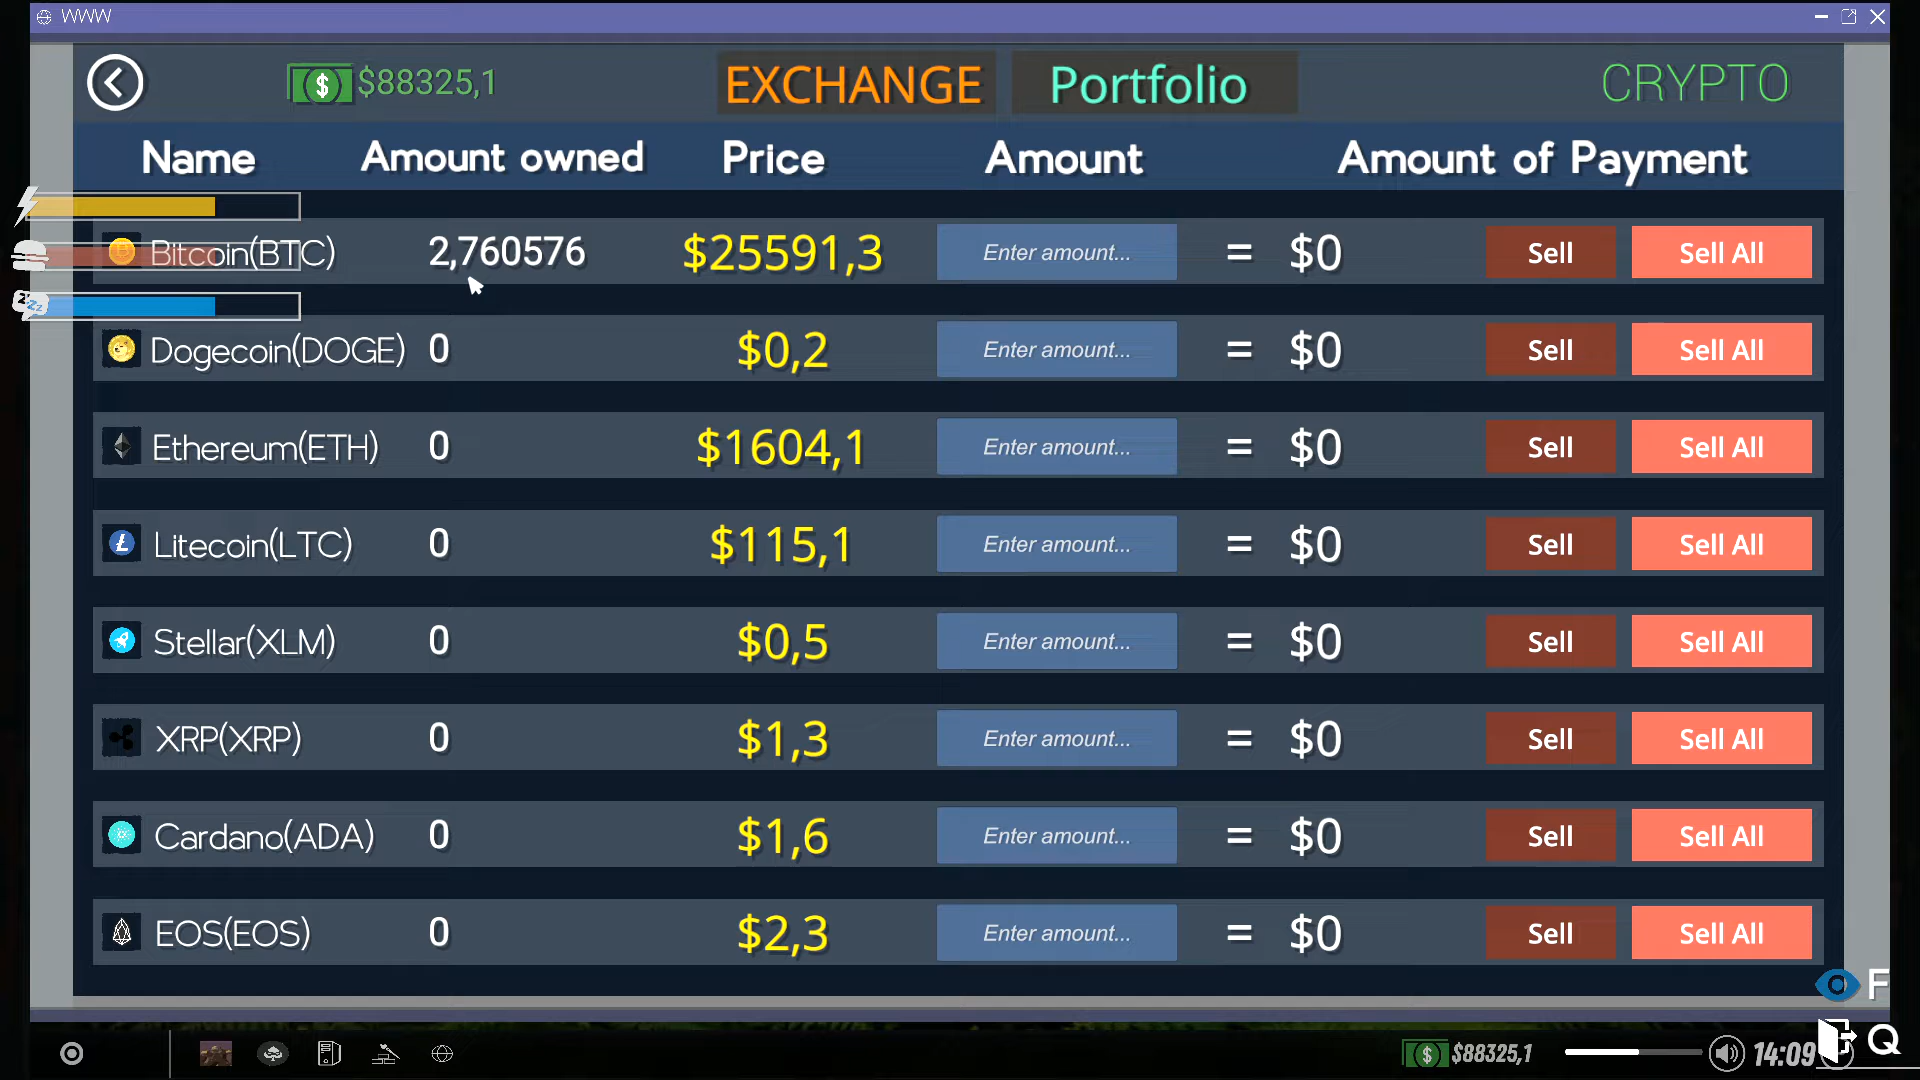 WWW
$88325,1 EXCHANGE Portfolio CRYPTO
Name Amount owned Price Amount Amount of Payment
Bitcoin(BTC) 2,760576 $25591,3 Enter amount... = $0 Sell Sell All
Dogecoin(DOGE) 0 $0,2 Enter amount... = $0 Sell Sell All
Ethereum(ETH) 0 $1604,1 Enter amount... = $0 Sell Sell All
Litecoin(LTC) 0 $115,1 Enter amount... = $0 Sell Sell All
Stellar(XLM) 0 $0,5 Enter amount... = $0 Sell Sell All
XRP(XRP) 0 $1,3 Enter amount... = $0 Sell Sell All
Cardano(ADA) 0 $1,6 Enter amount... = $0 Sell Sell All
EOS(EOS) 0 $2,3 Enter amount... = $0 Sell Sell All
F
$88325,1 14:09 Q